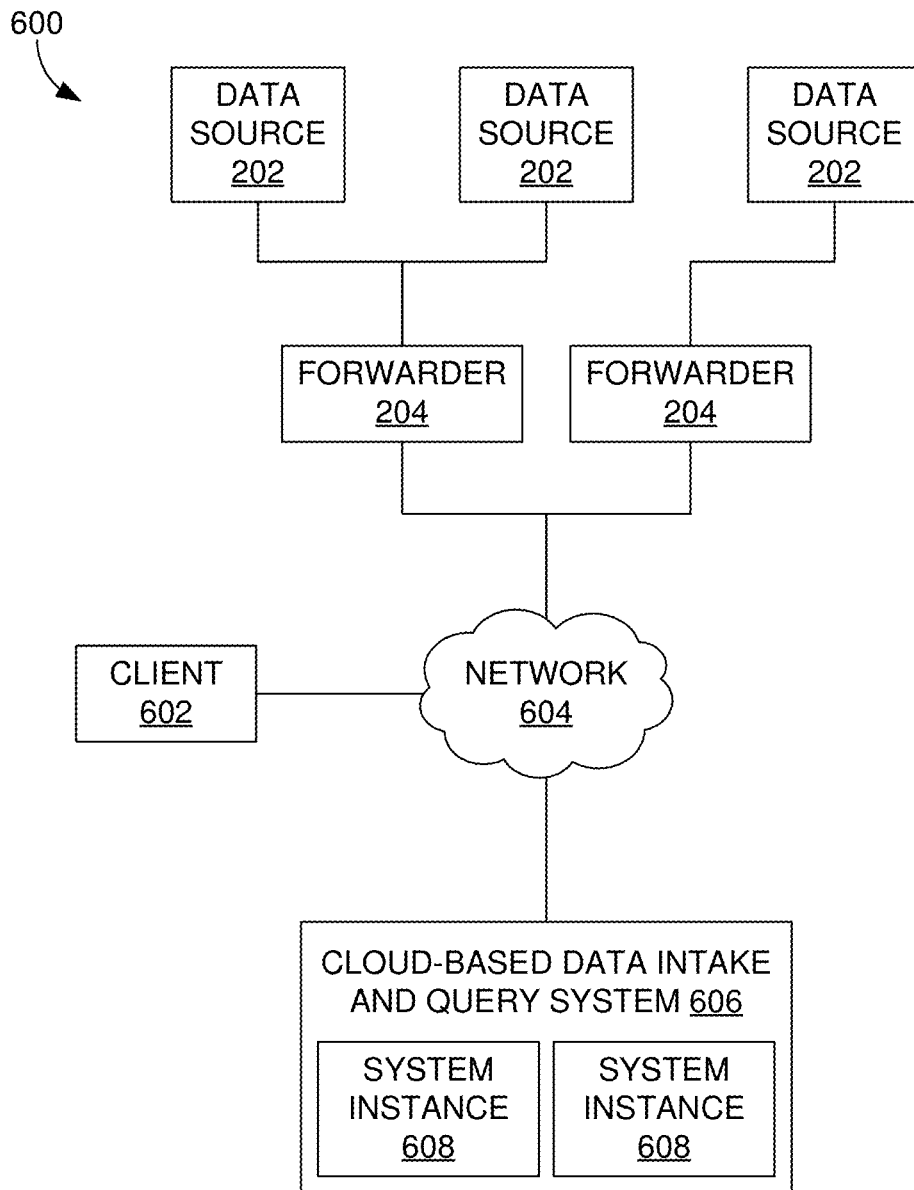 600
DATA
SOURCE
202
DATA
SOURCE
202
DATA
SOURCE
202
FORWARDER
204
FORWARDER
204
CLIENT
602
NETWORK
604
CLOUD-BASED DATA INTAKE
AND QUERY SYSTEM 606
SYSTEM
INSTANCE
608
SYSTEM
INSTANCE
608